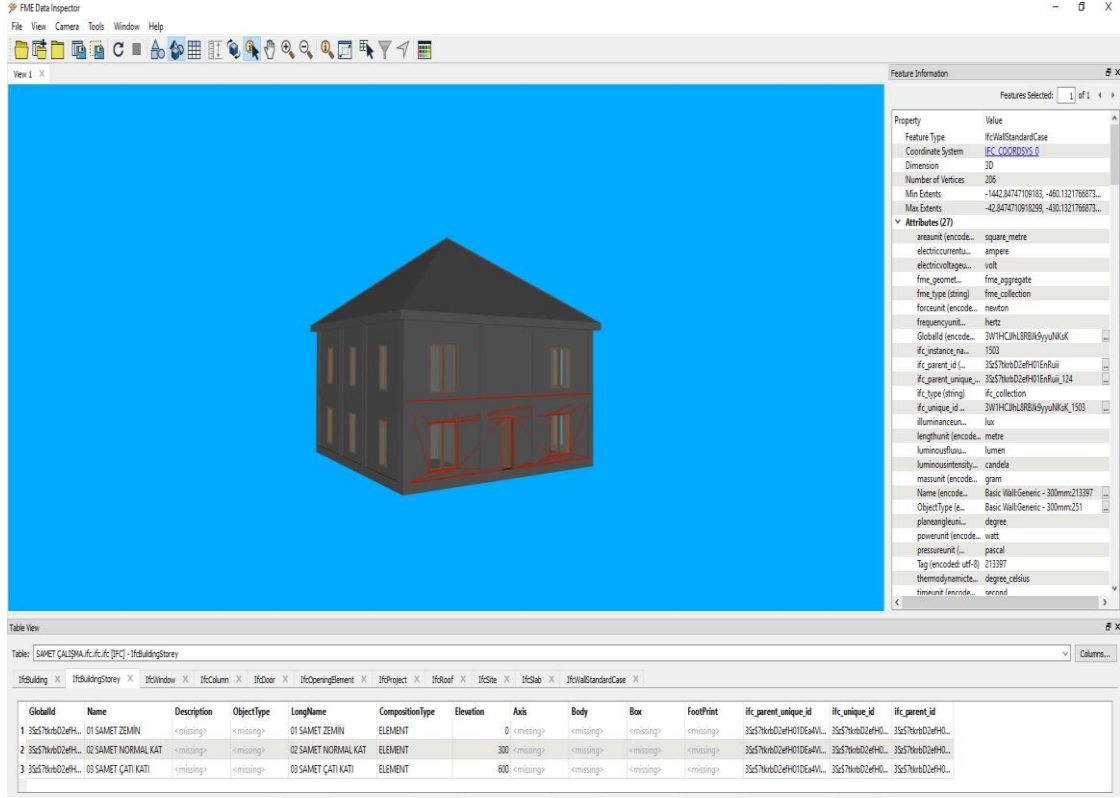 FME Data Inspector
File View Camera Tools Window Help
View 1
Feature Information
Features Selected: 1 of 1
Property Value
Feature Type IfcWallStandardCase
Coordinate System IFC_COORDSYS_0
Dimension 3D
Number of Vertices 206
Min Extents -1442.84747109183, -460.1321766873...
Max Extents -42.8474710918299, -430.1321766873...
Attributes (27)
areaunit (encode... square_metre
electriccurrentu... ampere
electricvoltageu... volt
fme_geomet... fme_aggregate
fme_type (string) fme_collection
forceunit (encode... newton
frequencyunit... hertz
GlobalId (encode...
ifc_instance_na... 1503
ifc_parent_id (... 3SzS7tkrbD2efH01EnRuii
ifc_parent_unique_... 3SzS7tkrbD2efH01EnRuii_124
ifc_type (string) ifc_collection
ifc_unique_id ...
illuminanceun... lux
lengthunit (encode... metre
luminousfluxu... lumen
luminousintensity... candela
massunit (encode... gram
Name (encode... Basic Wall:Generic - 300mm:213397
ObjectType (e... Basic Wall:Generic - 300mm:251
planeangleuni... degree
powerunit (encode... watt
pressureunit (... pascal
Tag (encoded: utf-8) 213397
thermodynamicte... degree_celsius
timeunit (encode... second
Table View
Table: SAMET ÇALIŞMA.ifc.ifc.ifc [IFC] - IfcBuildingStorey Columns...
IfcBuilding IfcBuildingStorey IfcWindow IfcColumn IfcDoor IfcOpeningElement IfcProject IfcRoof IfcSite IfcSlab IfcWallStandardCase
GlobalId Name Description ObjectType LongName CompositionType Elevation Axis Body Box FootPrint ifc_parent_unique_id ifc_unique_id ifc_parent_id
1 3SzS7tkrbD2efH... 01 SAMET ZEMİN <missing> <missing> 01 SAMET ZEMİN ELEMENT 0 <missing> <missing> <missing> <missing> 3SzS7tkrbD2efH01DEa4Vl... 3SzS7tkrbD2efH0... 3SzS7tkrbD2efH0...
2 3SzS7tkrbD2efH... 02 SAMET NORMAL KAT <missing> <missing> 02 SAMET NORMAL KAT ELEMENT 300 <missing> <missing> <missing> <missing> 3SzS7tkrbD2efH01DEa4Vl... 3SzS7tkrbD2efH0... 3SzS7tkrbD2efH0...
3 3SzS7tkrbD2efH... 03 SAMET ÇATI KATI <missing> <missing> 03 SAMET ÇATI KATI ELEMENT 600 <missing> <missing> <missing> <missing> 3SzS7tkrbD2efH01DEa4Vl... 3SzS7tkrbD2efH0... 3SzS7tkrbD2efH0...